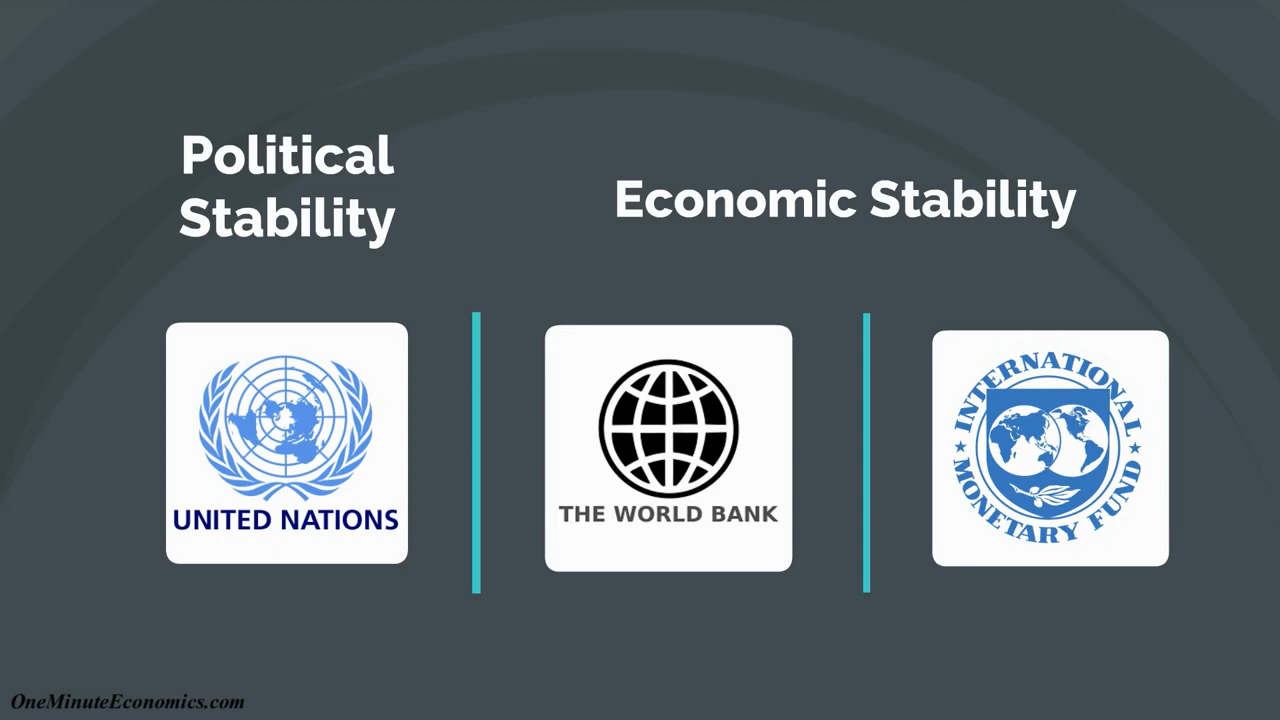 Political
Stability
Economic Stability
UNITED NATIONS
THE WORLD BANK
INTERNATIONAL
MONETARY FUND
OneMinuteEconomics.com